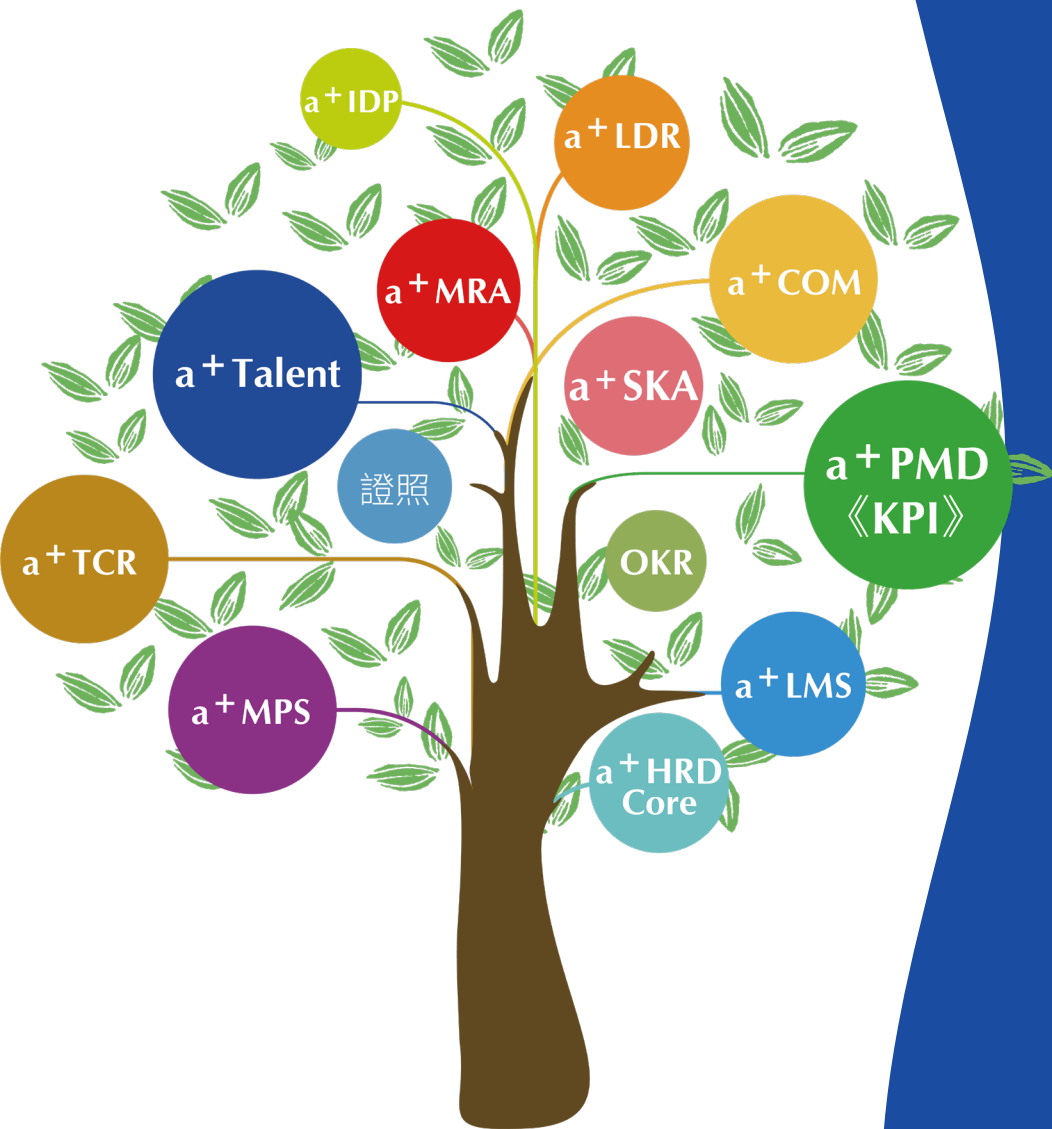 a+ IDP
a+ LDR
a+ MRA
a+ COM
a+ Talent
a+ SKA
a+ PMD
《KPI》
證照
a+ TCR
OKR
a+ MPS
a+ LMS
a+ HRD
Core